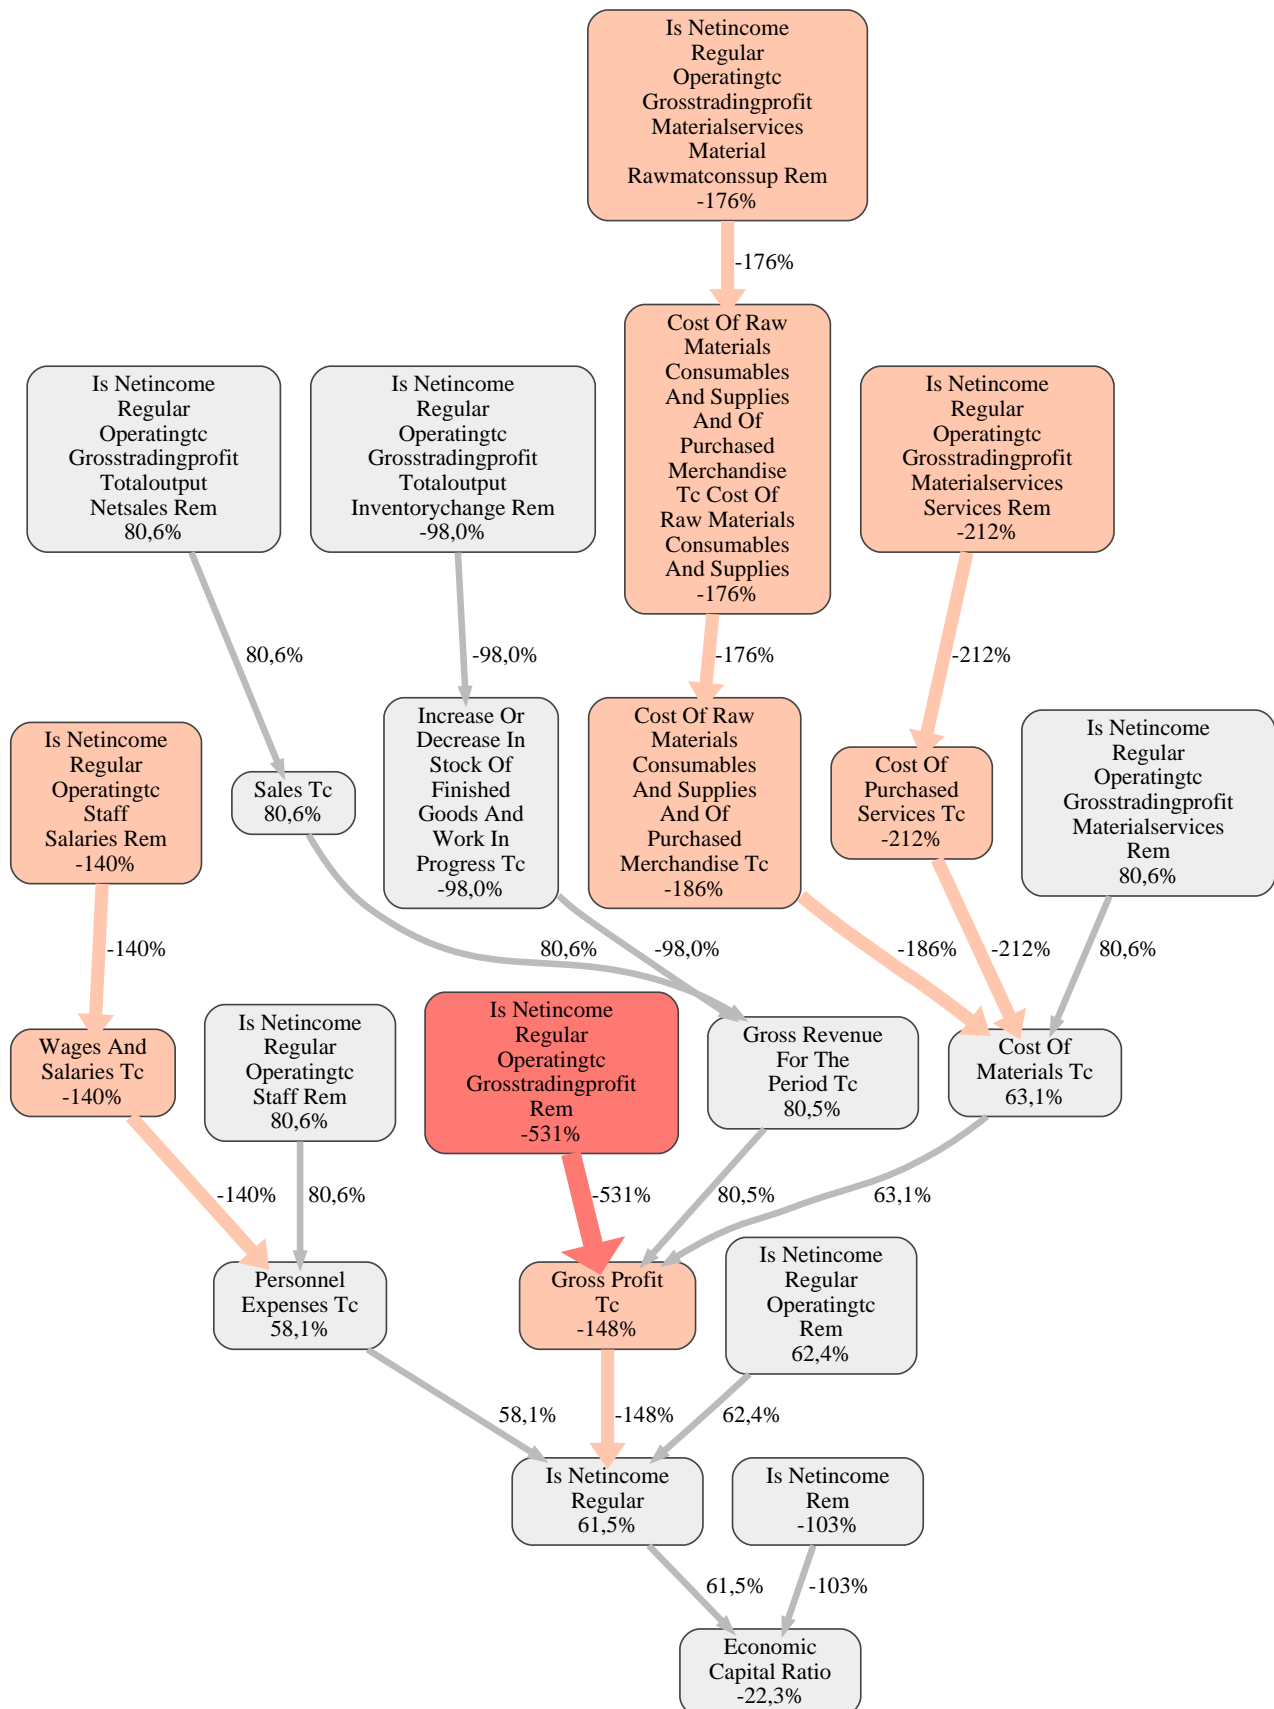 Is Netincome
Regular
Operatingtc
Grosstradingprofit
Materialservices
Material
Rawmatconssup Rem
-176%
-176%
Cost Of Raw
Materials
Consumables
And Supplies
And Of
Purchased
Merchandise
Tc Cost Of
Raw Materials
Consumables
And Supplies
-176%
Is Netincome
Regular
Operatingtc
Grosstradingprofit
Totaloutput
Netsales Rem
80,6%
Is Netincome
Regular
Operatingtc
Grosstradingprofit
Totaloutput
Inventorychange Rem
-98,0%
Is Netincome
Regular
Operatingtc
Grosstradingprofit
Materialservices
Services Rem
-212%
80,6%
-98,0%
-176%
-212%
Is Netincome
Regular
Operatingtc
Staff
Salaries Rem
-140%
Sales Tc
80,6%
Increase Or
Decrease In
Stock Of
Finished
Goods And
Work In
Progress Tc
-98,0%
Cost Of Raw
Materials
Consumables
And Supplies
And Of
Purchased
Merchandise Tc
-186%
Cost Of
Purchased
Services Tc
-212%
Is Netincome
Regular
Operatingtc
Grosstradingprofit
Materialservices
Rem
80,6%
-140%
80,6%
-98,0%
-186%
-212%
80,6%
Wages And
Salaries Tc
-140%
Is Netincome
Regular
Operatingtc
Staff Rem
80,6%
Is Netincome
Regular
Operatingtc
Grosstradingprofit
Rem
-531%
Gross Revenue
For The
Period Tc
80,5%
Cost Of
Materials Tc
63,1%
-140%
80,6%
-531%
80,5%
63,1%
Personnel
Expenses Tc
58,1%
Gross Profit
Tc
-148%
Is Netincome
Regular
Operatingtc
Rem
62,4%
58,1%
-148%
62,4%
Is Netincome
Regular
61,5%
Is Netincome
Rem
-103%
61,5%
-103%
Economic
Capital Ratio
-22,3%